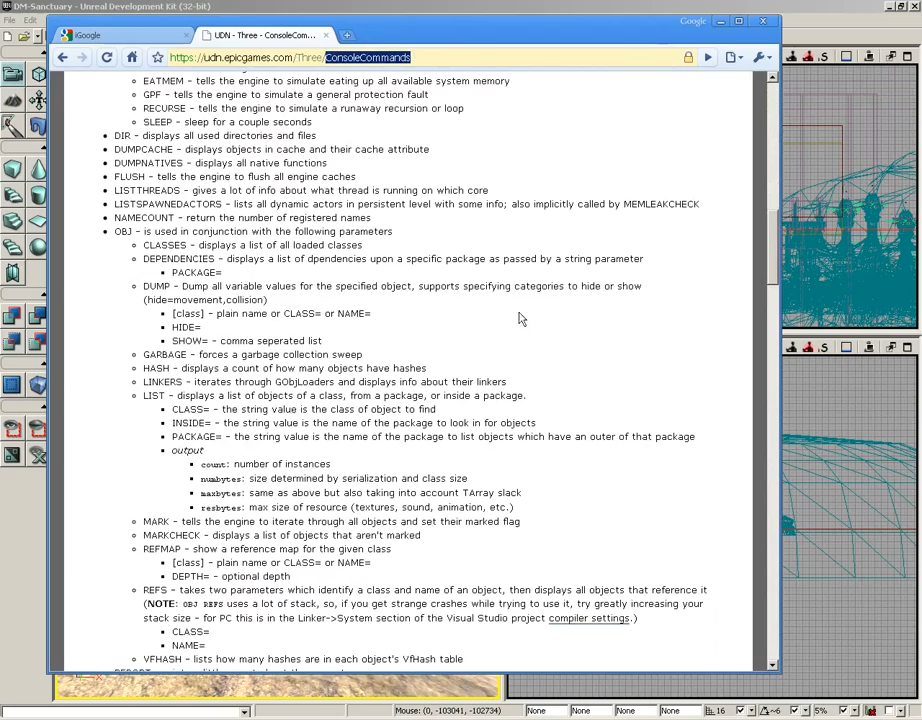 DM-Sanctuary - Unreal Development Kit (32-bit)
File
Google
iGoogle
UDN - Three - ConsoleCom...
https://udn.epicgames.com/Three/ConsoleCommands
EATMEM - tells the engine to simulate eating up all available system memory
GPF - tells the engine to simulate a general protection fault
RECURSE - tells the engine to simulate a runaway recursion or loop
SLEEP - sleep for a couple seconds
DIR - displays all used directories and files
DUMPCACHE - displays objects in cache and their cache attribute
DUMPNATIVES - displays all native functions
FLUSH - tells the engine to flush all engine caches
LISTTHREADS - gives a lot of info about what thread is running on which core
LISTSPAWNEDACTORS - lists all dynamic actors in persistent level with some info; also implicitly called by MEMLEAKCHECK
NAMECOUNT - return the number of registered names
OBJ - is used in conjunction with the following parameters
CLASSES - displays a list of all loaded classes
DEPENDENCIES - displays a list of dpendencies upon a specific package as passed by a string parameter
PACKAGE=
DUMP - Dump all variable values for the specified object, supports specifying categories to hide or show
(hide=movement,collision)
[class] - plain name or CLASS= or NAME=
HIDE=
SHOW= - comma seperated list
GARBAGE - forces a garbage collection sweep
HASH - displays a count of how many objects have hashes
LINKERS - iterates through GObjLoaders and displays info about their linkers
LIST - displays a list of objects of a class, from a package, or inside a package.
CLASS= - the string value is the class of object to find
INSIDE= - the string value is the name of the package to look in for objects
PACKAGE= - the string value is the name of the package to list objects which have an outer of that package
output
count: number of instances
numbytes: size determined by serialization and class size
maxbytes: same as above but also taking into account TArray slack
resbytes: max size of resource (textures, sound, animation, etc.)
MARK - tells the engine to iterate through all objects and set their marked flag
MARKCHECK - displays a list of objects that aren't marked
REFMAP - show a reference map for the given class
[class] - plain name or CLASS= or NAME=
DEPTH= - optional depth
REFS - takes two parameters which identify a class and name of an object, then displays all objects that reference it
(NOTE: OBJ REFS uses a lot of stack, so, if you get strange crashes while trying to use it, try greatly increasing your
stack size - for PC this is in the Linker->System section of the Visual Studio project compiler settings.)
CLASS=
NAME=
VFHASH - lists how many hashes are in each object's VfHash table
Mouse: (0, -103041, -102734)
None
None
None
None
16
~6
5%